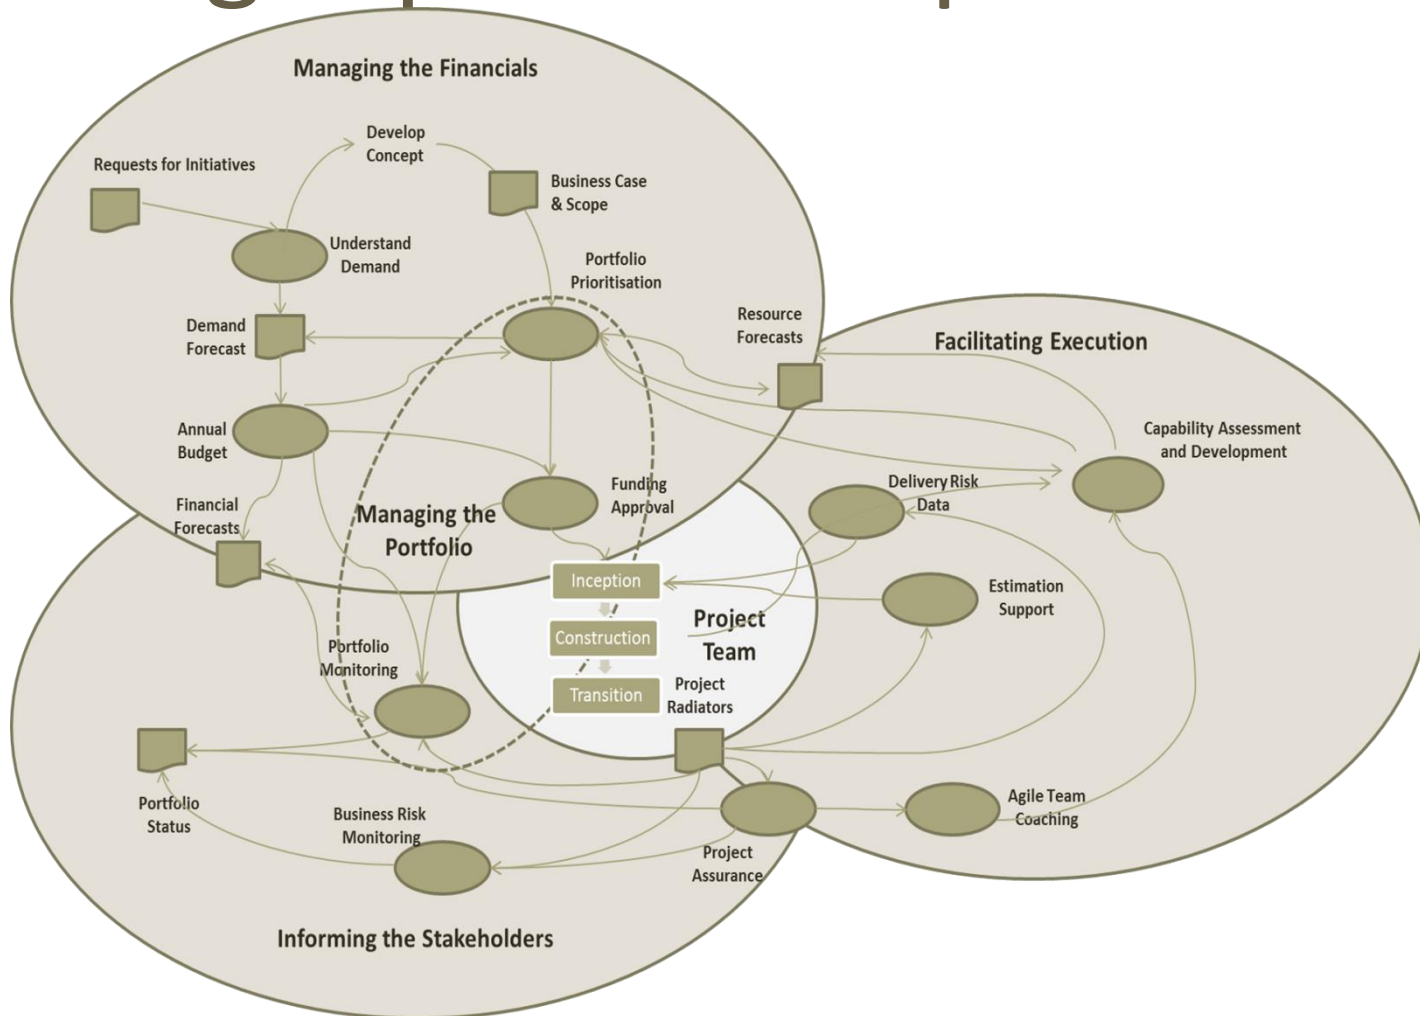 Managing the Financials
Develop
Concept
Requests for Initiatives
Business Case
& Scope
Understand
Demand
Portfolio
Prioritisation
Demand
Forecast
Resource
Forecasts
Facilitating Execution
Annual
Budget
Capability Assessment
and Development
Financial
Forecasts
Funding
Approval
Delivery Risk
Data
Managing the
Portfolio
Inception
Estimation
Support
Construction
Project
Team
Portfolio
Monitoring
Transition
Project
Radiators
Portfolio
Status
Business Risk
Monitoring
Agile Team
Coaching
Project
Assurance
Informing the Stakeholders